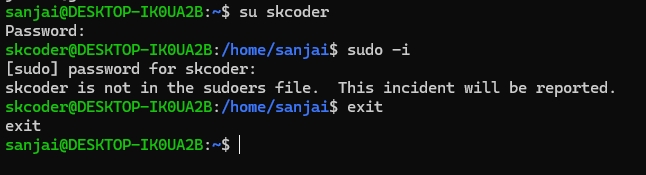 sanjai@DESKTOP-IK0UA2B:~$ su skcoder
Password:
skcoder@DESKTOP-IK0UA2B:/home/sanjai$ sudo -i
[sudo] password for skcoder:
skcoder is not in the sudoers file.  This incident will be reported.
skcoder@DESKTOP-IK0UA2B:/home/sanjai$ exit
exit
sanjai@DESKTOP-IK0UA2B:~$